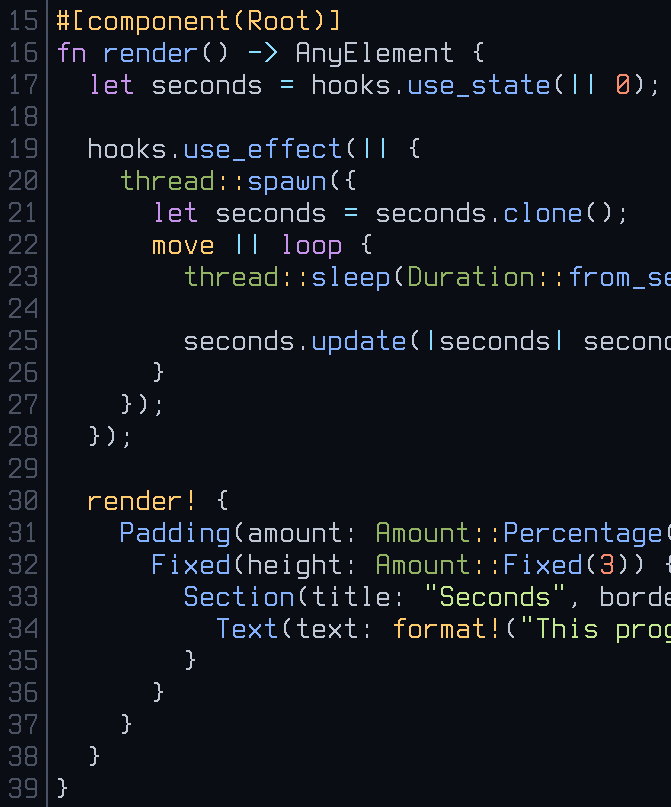 15 #[component(Root)]
16 fn render() -> AnyElement {
17   let seconds = hooks.use_state(|| 0);
18
19   hooks.use_effect(|| {
20     thread::spawn({
21       let seconds = seconds.clone();
22       move || loop {
23         thread::sleep(Duration::from_se
24
25         seconds.update(|seconds| second
26       }
27     });
28   });
29
30   render! {
31     Padding(amount: Amount::Percentage(
32       Fixed(height: Amount::Fixed(3)) {
33         Section(title: "Seconds", borde
34           Text(text: format!("This prog
35         }
36       }
37     }
38   }
39 }